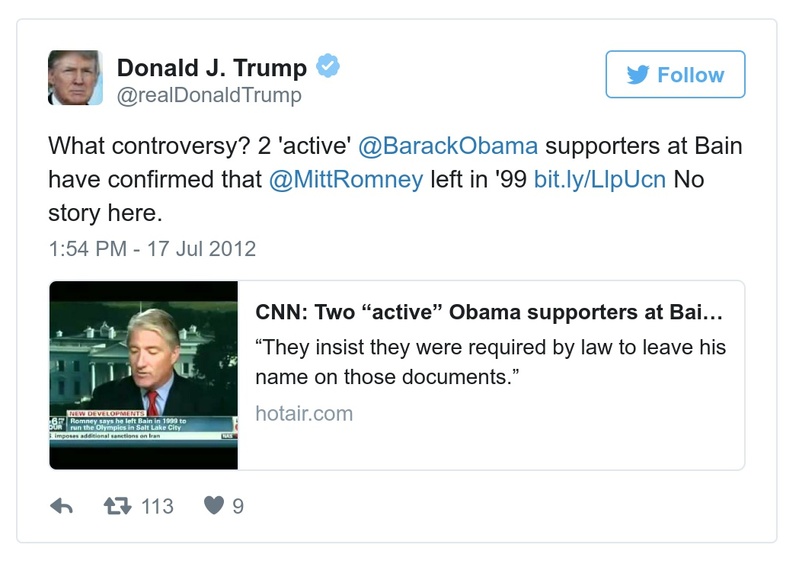 Donald J. Trump
@realDonaldTrump
Follow
What controversy? 2 'active' @BarackObama supporters at Bain
have confirmed that @MittRomney left in '99 bit.ly/LlpUcn No
story here.
1:54 PM - 17 Jul 2012
CNN: Two “active” Obama supporters at Bai…
“They insist they were required by law to leave his
name on those documents.”
hotair.com
NEW DEVELOPMENTS
Romney says he left Bain in 1999 to
run the Olympics in Salt Lake City
imposes additional sanctions on Iran
113
9